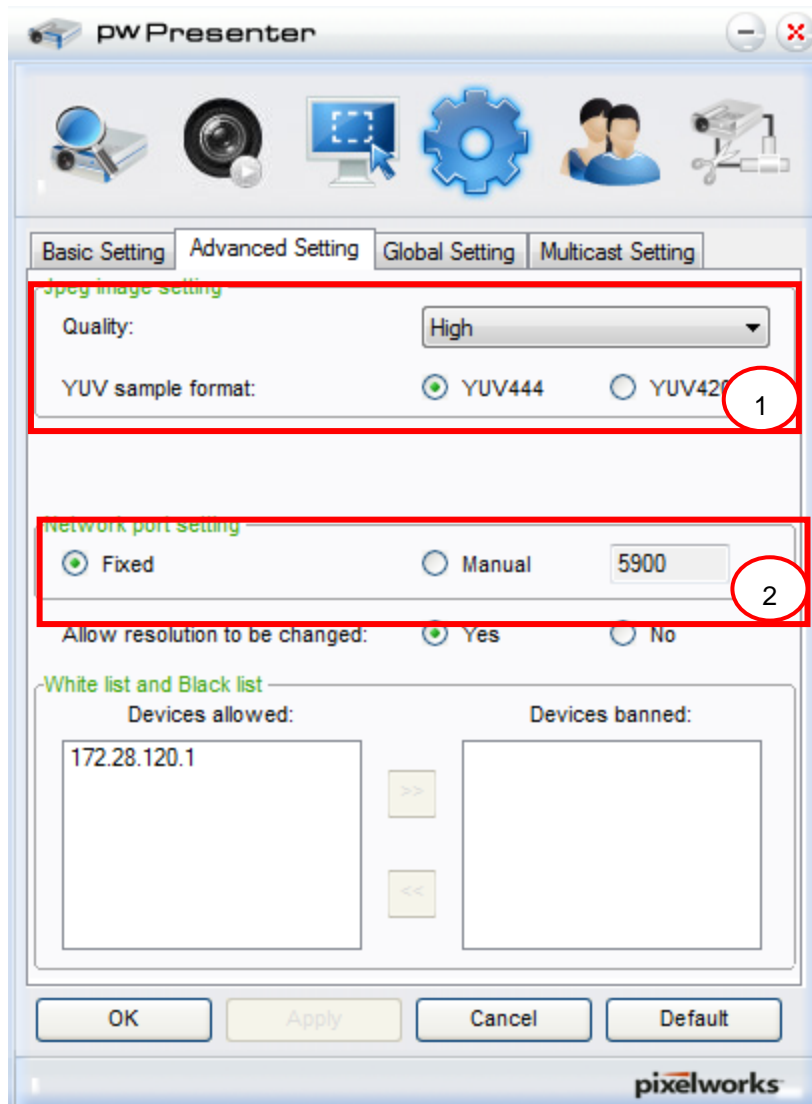 pwPresenter
Basic Setting Advanced Setting Global Setting Multicast Setting
Jpeg image setting
Quality: High
YUV sample format: YUV444 YUV420
1
Network port setting
Fixed Manual 5900
2
Allow resolution to be changed: Yes No
White list and Black list
Devices allowed: Devices banned:
172.28.120.1
>>
<<
OK Apply Cancel Default
pixelworks